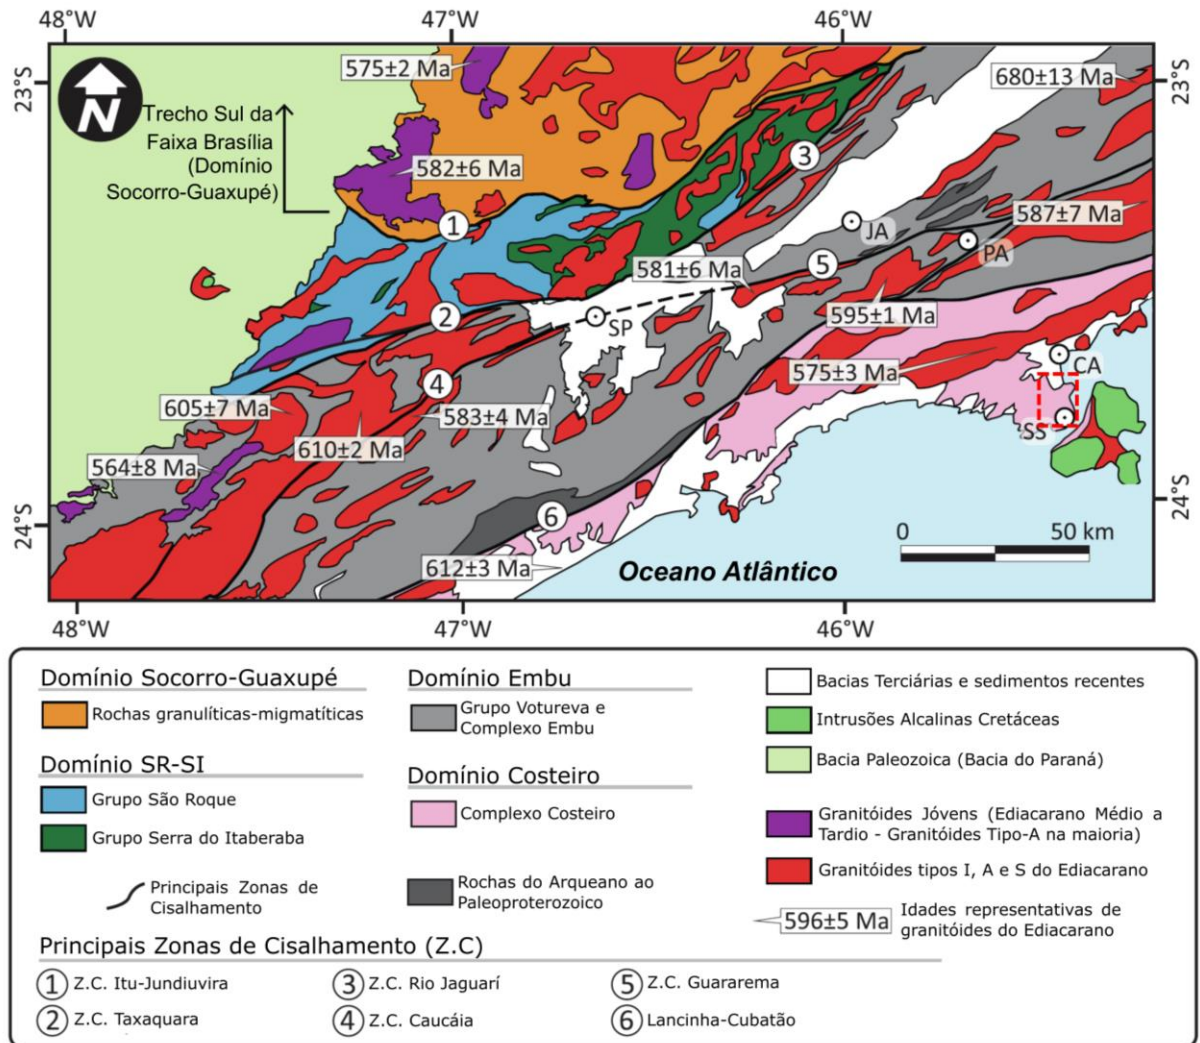 48°W 47°W 46°W
23°S
23°S
N
Trecho Sul da
Faixa Brasília
(Domínio
Socorro-Guaxupé)
575±2 Ma
680±13 Ma
582±6 Ma
3
587±7 Ma
1
JA
PA
581±6 Ma
5
2
SP
595±1 Ma
4
575±3 Ma
CA
605±7 Ma
583±4 Ma
SS
610±2 Ma
564±8 Ma
24°S
24°S
6
0 50 km
612±3 Ma
Oceano Atlântico
48°W 47°W 46°W
Domínio Socorro-Guaxupé
Rochas granulíticas-migmatíticas
Domínio SR-SI
Grupo São Roque
Grupo Serra do Itaberaba
Principais Zonas de
Cisalhamento
Domínio Embu
Grupo Votureva e
Complexo Embu
Domínio Costeiro
Complexo Costeiro
Rochas do Arqueano ao
Paleoproterozoico
Bacias Terciárias e sedimentos recentes
Intrusões Alcalinas Cretáceas
Bacia Paleozoica (Bacia do Paraná)
Granitóides Jóvens (Ediacarano Médio a
Tardio - Granitóides Tipo-A na maioria)
Granitóides tipos I, A e S do Ediacarano
596±5 Ma
Idades representativas de
granitóides do Ediacarano
Principais Zonas de Cisalhamento (Z.C)
1 Z.C. Itu-Jundiuvira
2 Z.C. Taxaquara
3 Z.C. Rio Jaguarí
4 Z.C. Caucáia
5 Z.C. Guararema
6 Lancinha-Cubatão